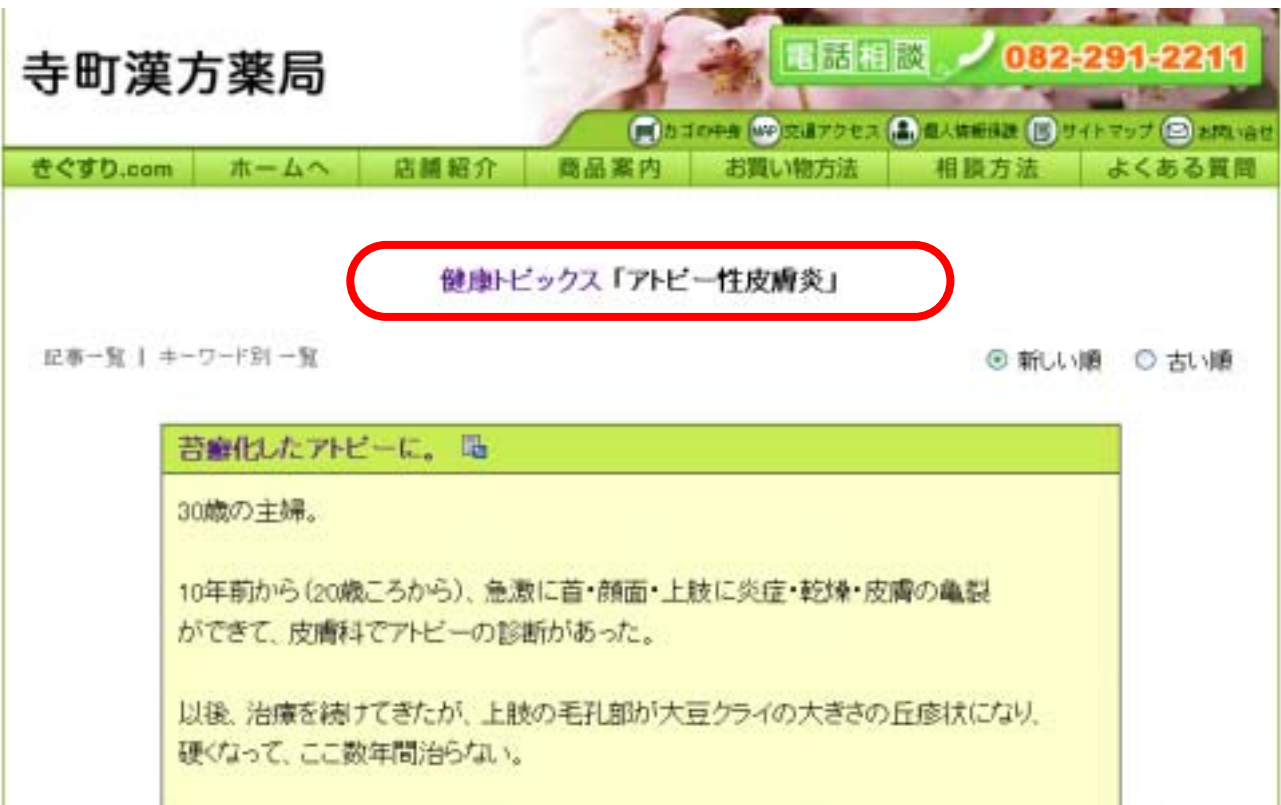 寺町漢方薬局
電話相談 082-291-2211
カゴの中身 MAP 交通アクセス 個人情報保護 サイトマップ お問い合せ
きぐすり.com ホームへ 店舗紹介 商品案内 お買い物方法 相談方法 よくある質問
健康トピックス「アトピー性皮膚炎」
記事一覧 | キーワード別 一覧 新しい順 古い順
苔癬化したアトピーに。
30歳の主婦。
10年前から(20歳ころから)、急激に首・顔面・上肢に炎症・乾燥・皮膚の亀裂
ができて、皮膚科でアトピーの診断があった。
以後、治療を続けてきたが、上肢の毛孔部が大豆クライの大きさの丘疹状になり、
硬くなって、ここ数年間治らない。